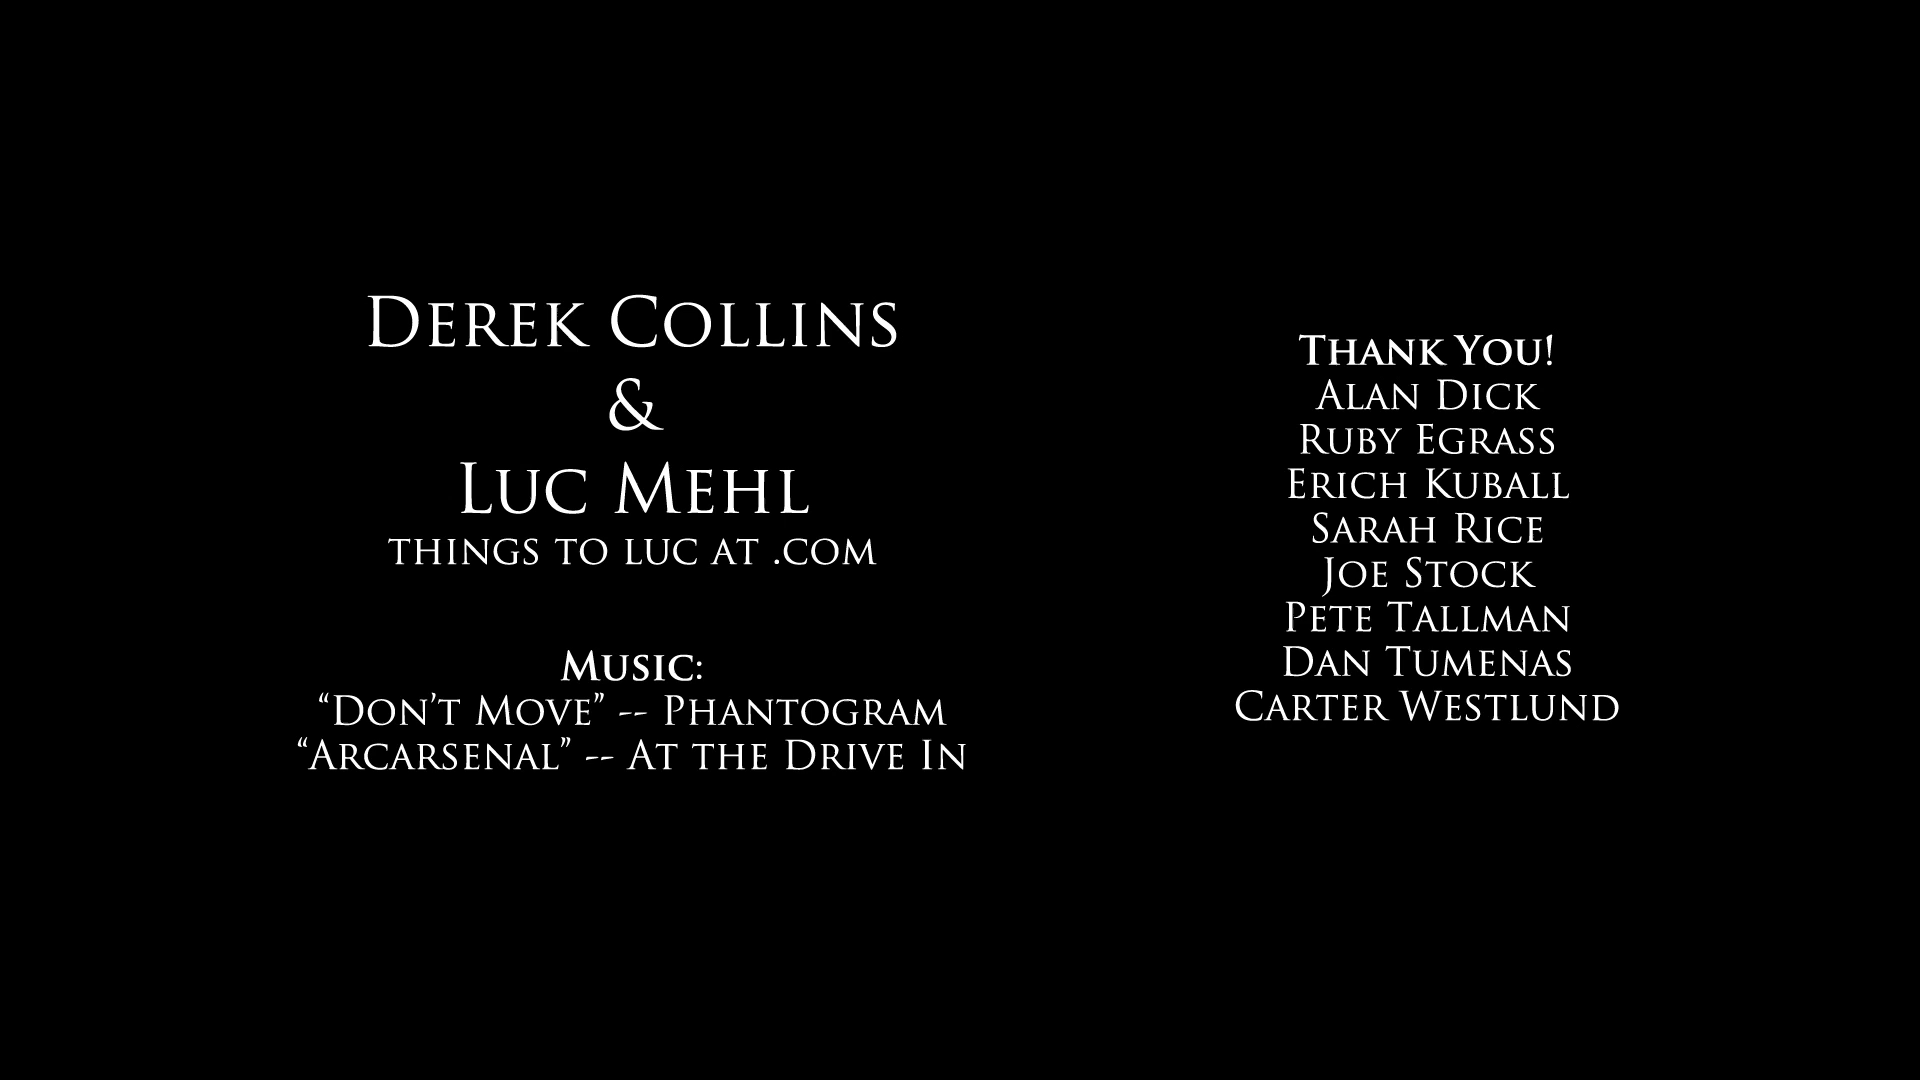 Derek Collins
&
Luc Mehl
things to luc at .com
Music:
“Don’t Move” -- Phantogram
“Arcarsenal” -- At the Drive In
Thank You!
Alan Dick
Ruby Egrass
Erich Kuball
Sarah Rice
Joe Stock
Pete Tallman
Dan Tumenas
Carter Westlund